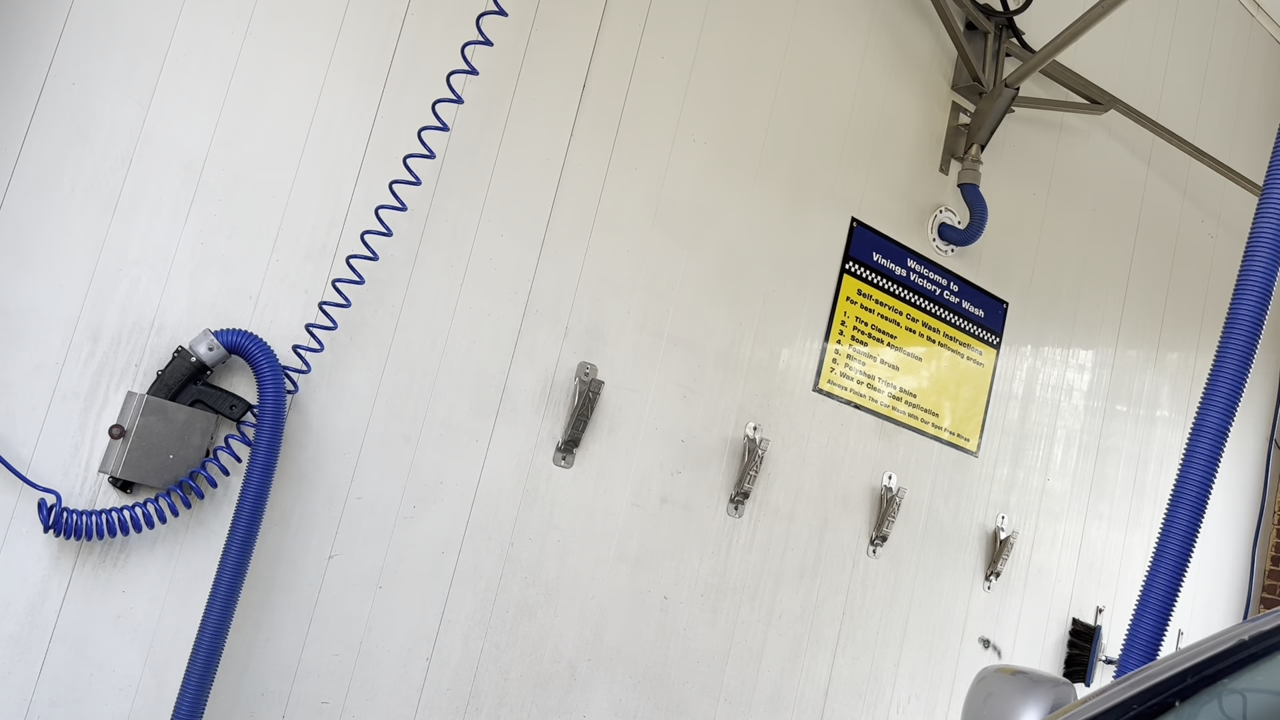 Welcome to
Vinings Victory Car Wash
Self-service Car Wash Instructions
For best results, use in the following order:
1. Tire Cleaner
2. Pre-Soak Application
3. Soap
4. Foaming Brush
5. Rinse
6. Polyshell Triple Shine
7. Wax or Clear Coat application
Always Finish The Car Wash With Our Spot Free Rinse